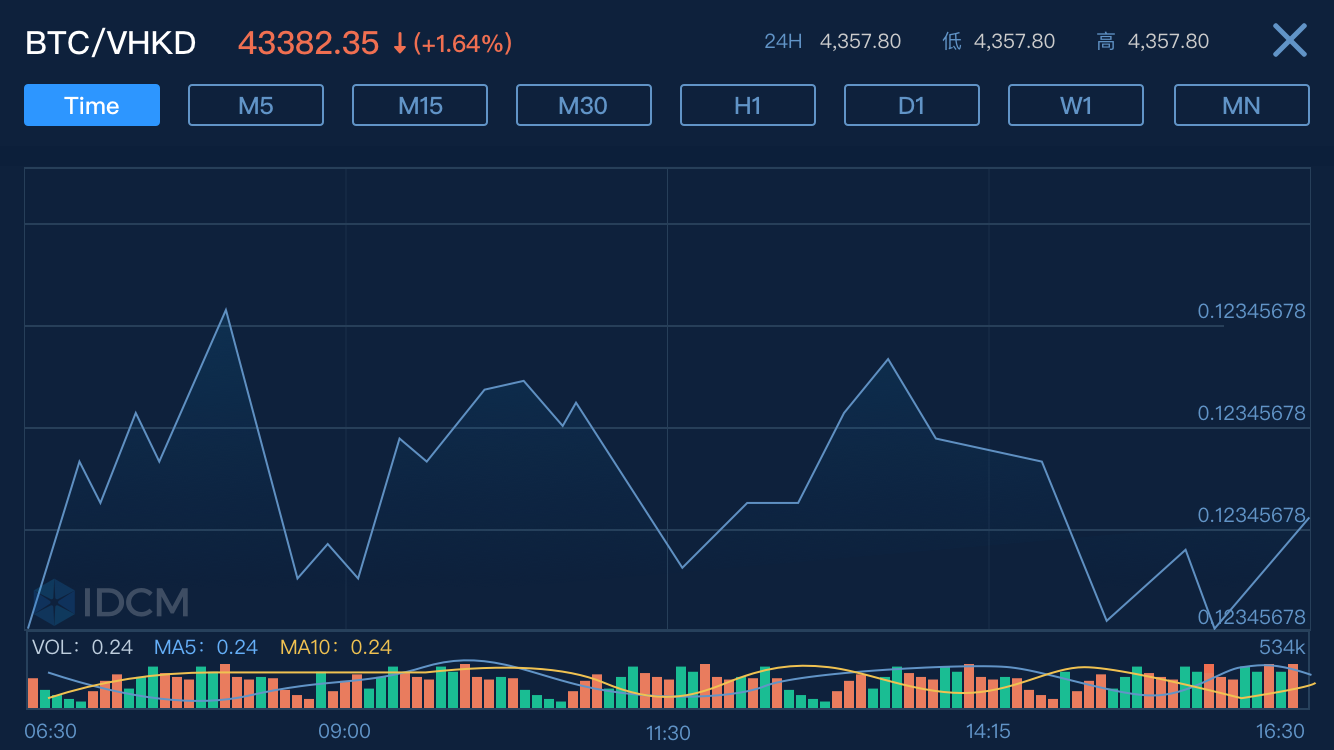 BTC/VHKD 43382.35 ↓(+1.64%) 24H 4,357.80 低 4,357.80 高 4,357.80
Time M5 M15 M30 H1 D1 W1 MN
0.12345678
0.12345678
0.12345678
0.12345678
IDCM
VOL: 0.24 MA5: 0.24 MA10: 0.24 534k
06:30 09:00 11:30 14:15 16:30